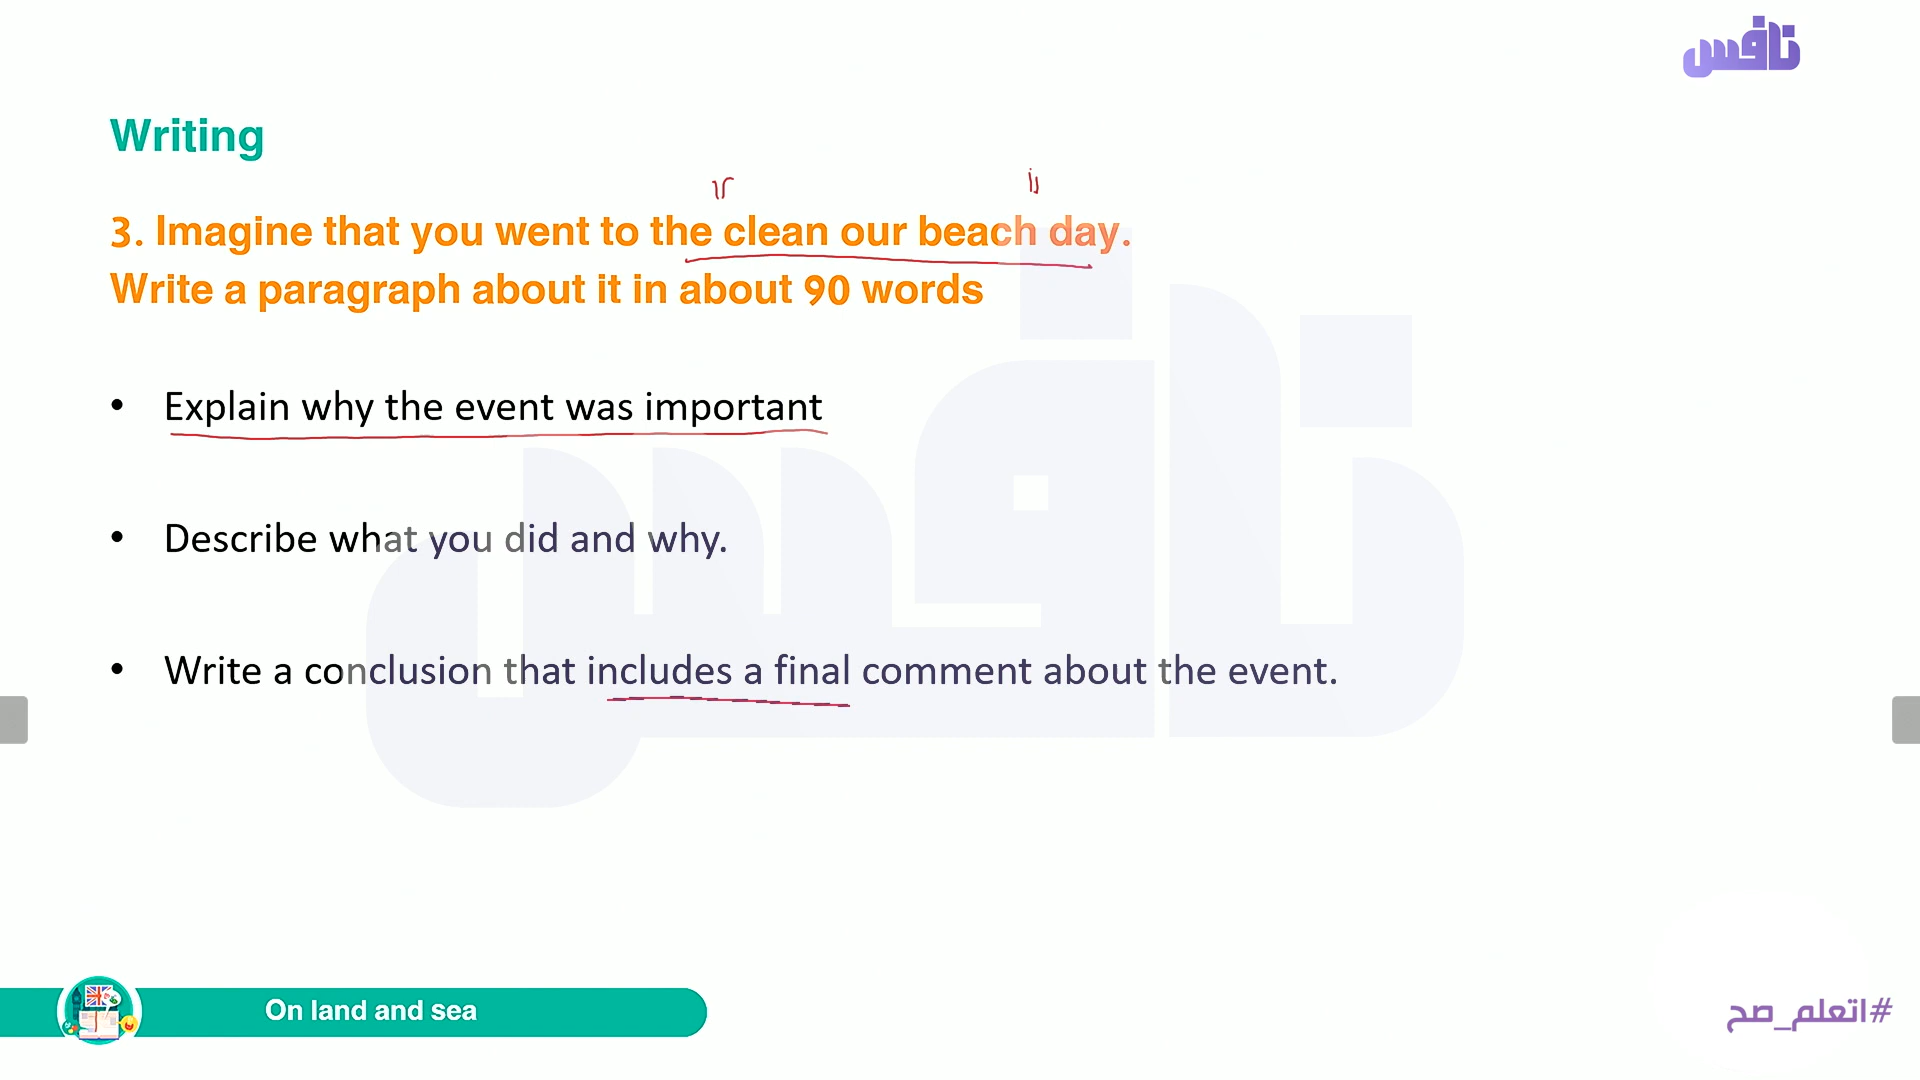 نافس
Writing
3. Imagine that you went to the clean our beach day.
Write a paragraph about it in about 90 words
• Explain why the event was important
• Describe what you did and why.
• Write a conclusion that includes a final comment about the event.
On land and sea
#اتعلم_صح